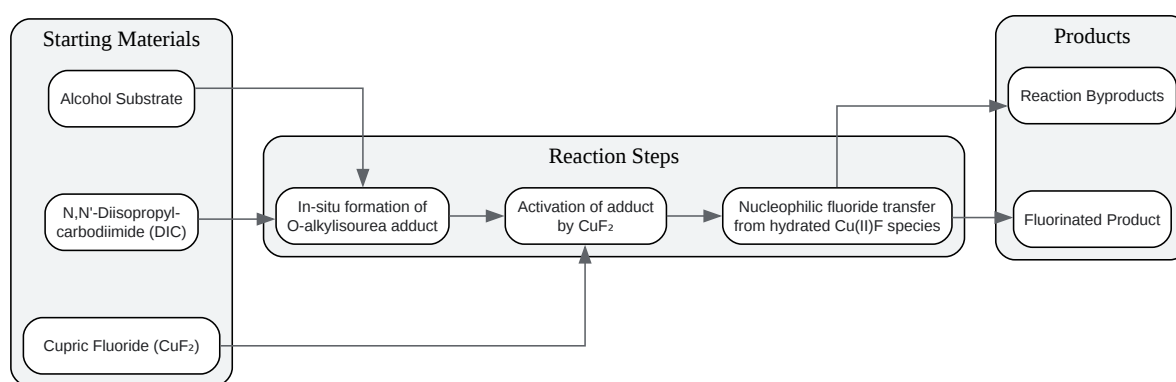 Starting Materials
Alcohol Substrate
N,N'-Diisopropyl-
carbodiimide (DIC)
Cupric Fluoride (CuF₂)
Reaction Steps
In-situ formation of
O-alkylisourea adduct
Activation of adduct
by CuF₂
Nucleophilic fluoride transfer
from hydrated Cu(II)F species
Products
Reaction Byproducts
Fluorinated Product